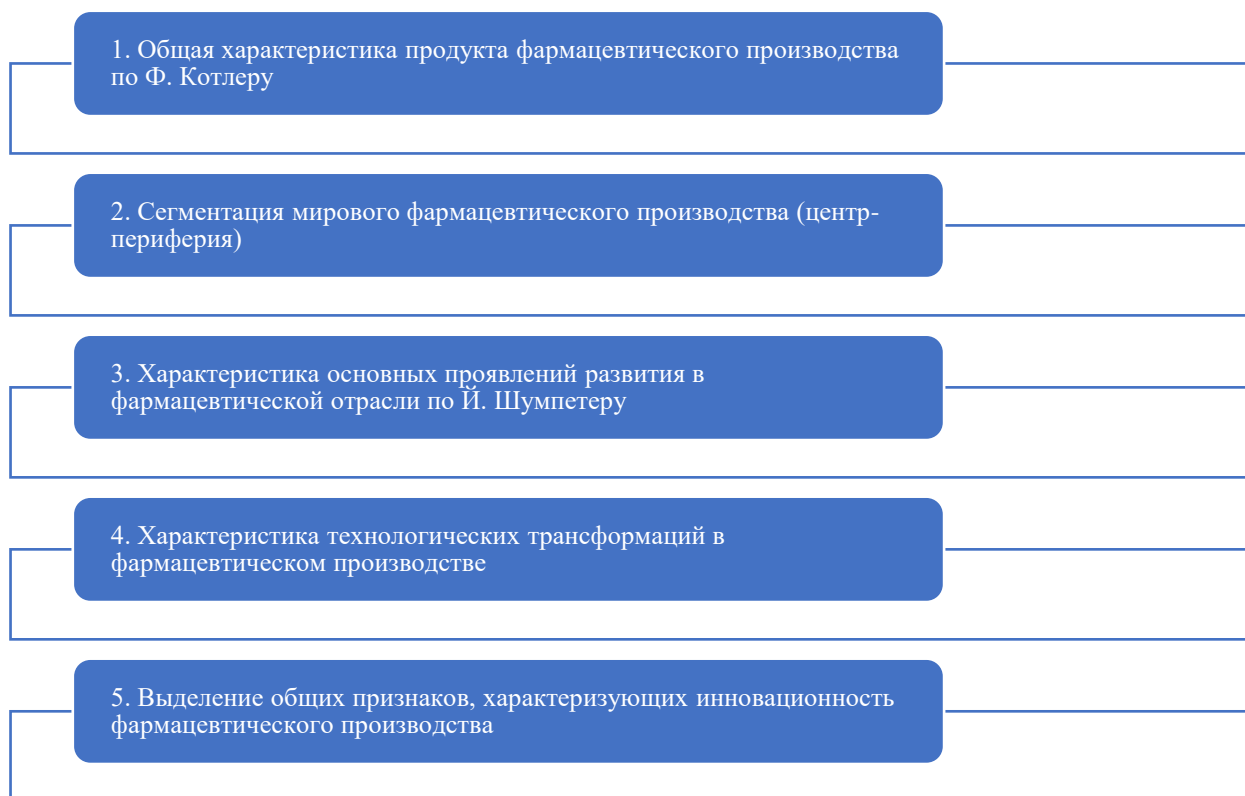 1. Общая характеристика продукта фармацевтического производства
по Ф. Котлеру
2. Сегментация мирового фармацевтического производства (центр-
периферия)
3. Характеристика основных проявлений развития в
фармацевтической отрасли по Й. Шумпетеру
4. Характеристика технологических трансформаций в
фармацевтическом производстве
5. Выделение общих признаков, характеризующих инновационность
фармацевтического производства